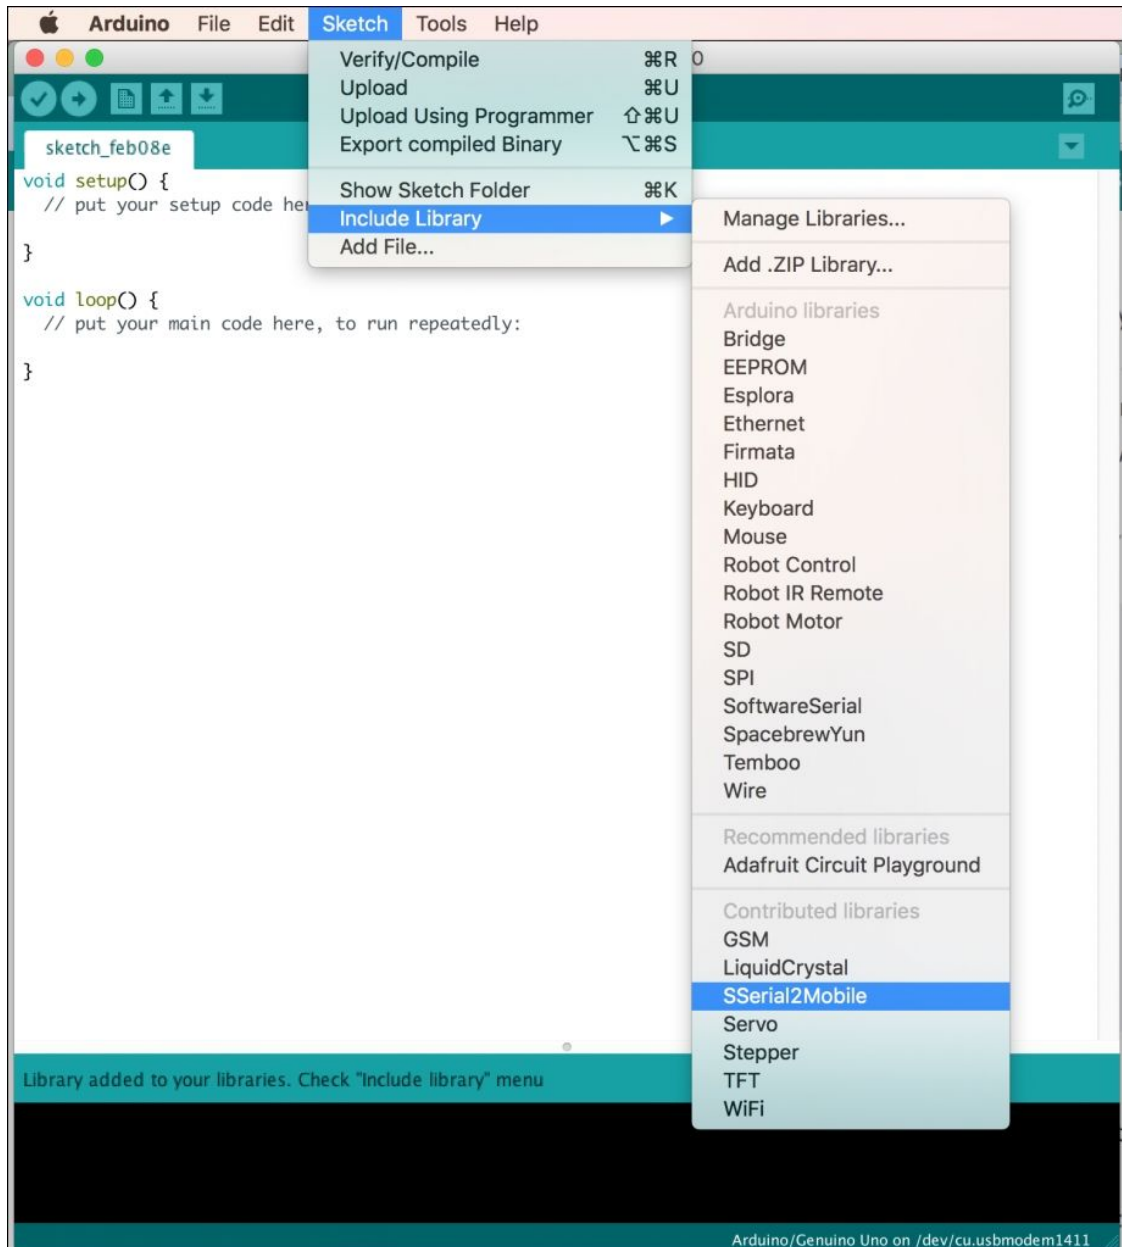 Arduino File Edit Sketch Tools Help
0
Verify/Compile ⌘R
Upload ⌘U
Upload Using Programmer ⇧⌘U
Export compiled Binary ⌥⌘S
Show Sketch Folder ⌘K
Include Library
Add File...
sketch_feb08e
void setup() {
// put your setup code her
}
void loop() {
// put your main code here, to run repeatedly:
}
Manage Libraries...
Add .ZIP Library...
Arduino libraries
Bridge
EEPROM
Esplora
Ethernet
Firmata
HID
Keyboard
Mouse
Robot Control
Robot IR Remote
Robot Motor
SD
SPI
SoftwareSerial
SpacebrewYun
Temboo
Wire
Recommended libraries
Adafruit Circuit Playground
Contributed libraries
GSM
LiquidCrystal
SSerial2Mobile
Servo
Stepper
TFT
WiFi
Library added to your libraries. Check "Include library" menu
Arduino/Genuino Uno on /dev/cu.usbmodem1411